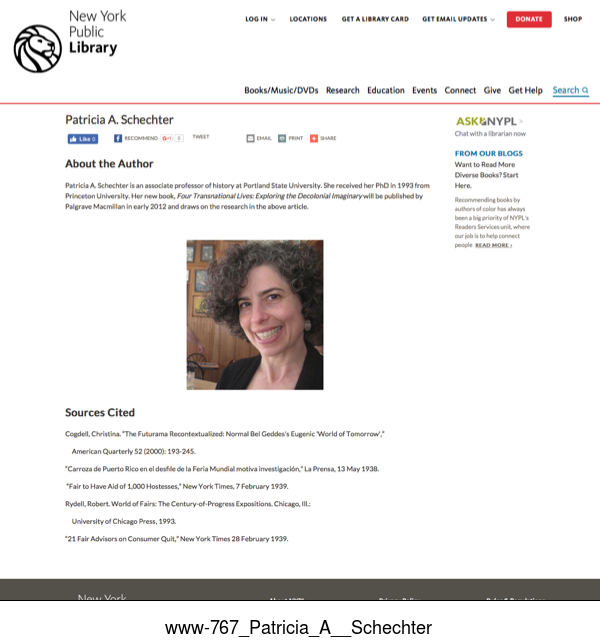 New York
Public
Library
LOG IN
LOCATIONS
GET A LIBRARY CARD
GET EMAIL UPDATES
DONATE
SHOP
Books/Music/DVDs Research Education Events Connect Give Get Help Search
Patricia A. Schechter
Like 0
RECOMMEND
G+1
0
TWEET
EMAIL
PRINT
SHARE
About the Author
Patricia A. Schechter is an associate professor of history at Portland State University. She received her PhD in 1993 from
Princeton University. Her new book, Four Transnational Lives: Exploring the Decolonial Imaginary will be published by
Palgrave Macmillan in early 2012 and draws on the research in the above article.
ASK NYPL >
Chat with a librarian now
FROM OUR BLOGS
Want to Read More
Diverse Books? Start
Here.
Recommending books by
authors of color has always
been a big priority of NYPL's
Readers Services unit, where
our job is to help connect
people READ MORE ›
Sources Cited
Cogdell, Christina. "The Futurama Recontextualized: Normal Bel Geddes's Eugenic 'World of Tomorrow',"
American Quarterly 52 (2000): 193-245.
"Carroza de Puerto Rico en el desfile de la Feria Mundial motiva investigación," La Prensa, 13 May 1938.
"Fair to Have Aid of 1,000 Hostesses," New York Times, 7 February 1939.
Rydell, Robert. World of Fairs: The Century-of-Progress Expositions. Chicago, Ill.:
University of Chicago Press, 1993.
"21 Fair Advisors on Consumer Quit," New York Times 28 February 1939.
New York
www-767_Patricia_A__Schechter